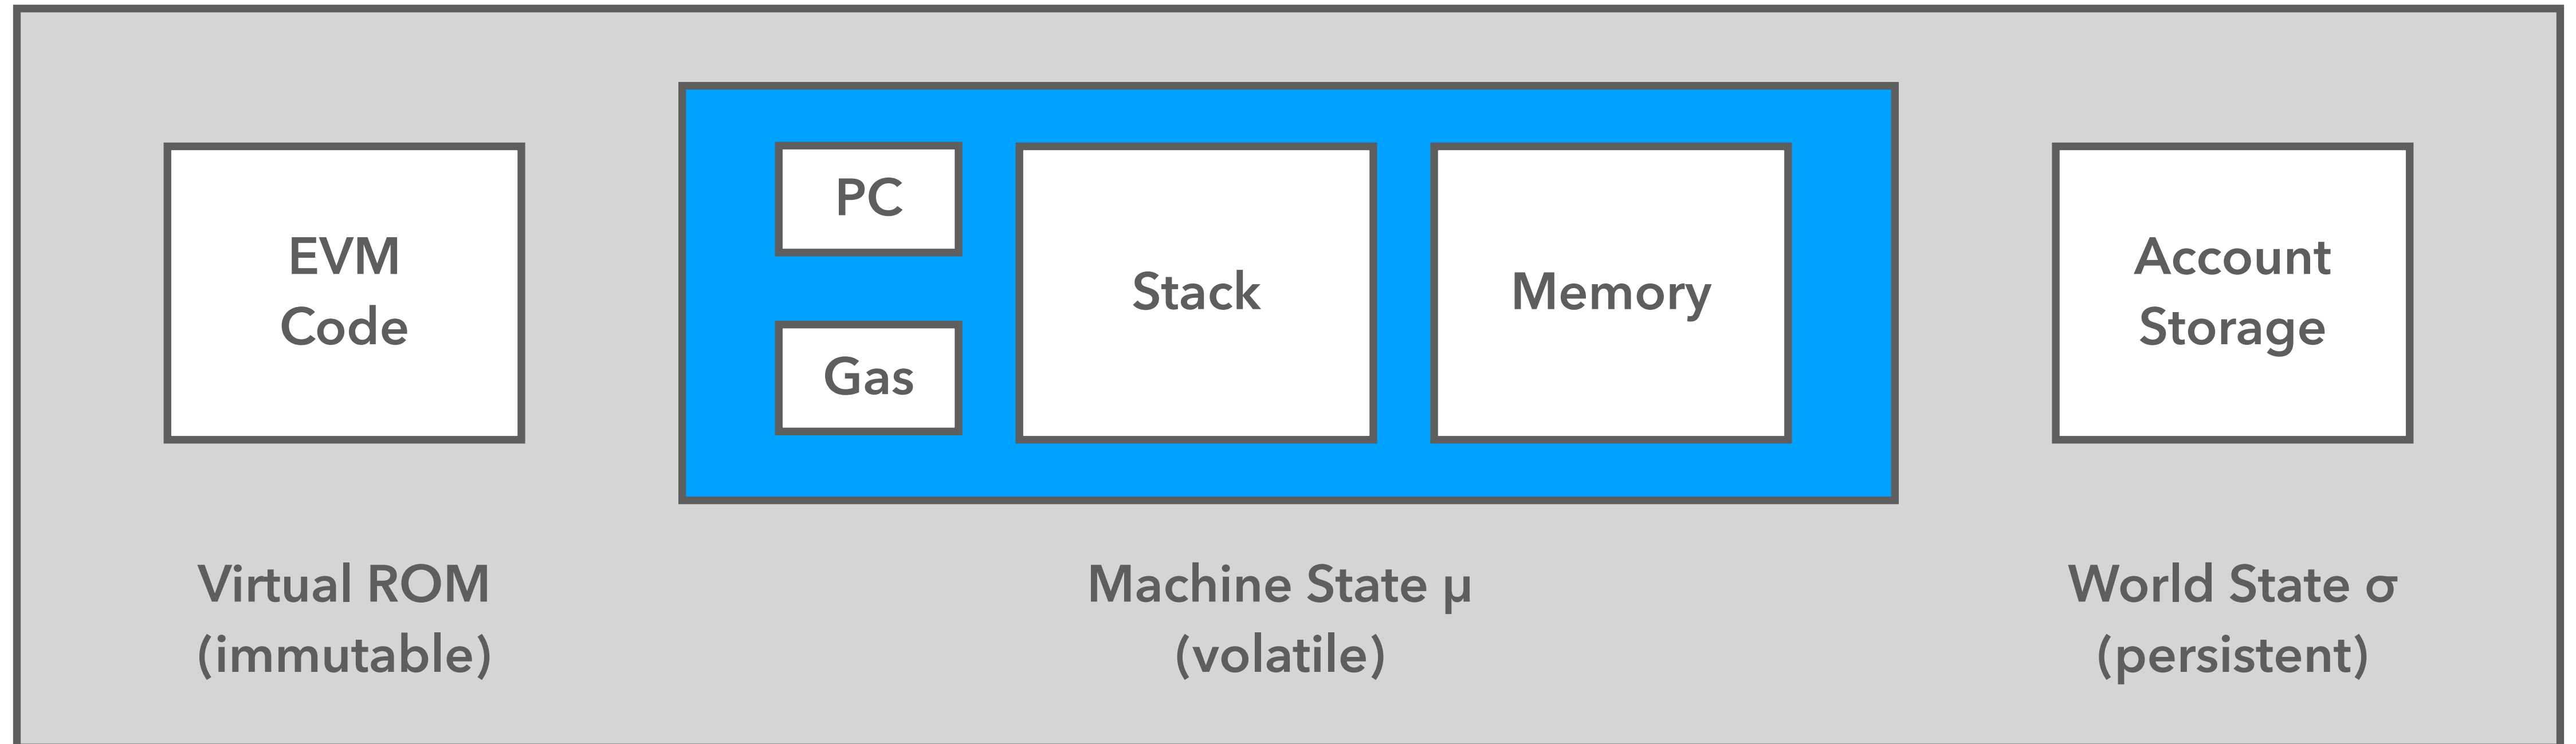 EVM
Code
PC
Gas
Stack
Memory
Account
Storage
Virtual ROM
(immutable)
Machine State μ
(volatile)
World State σ
(persistent)